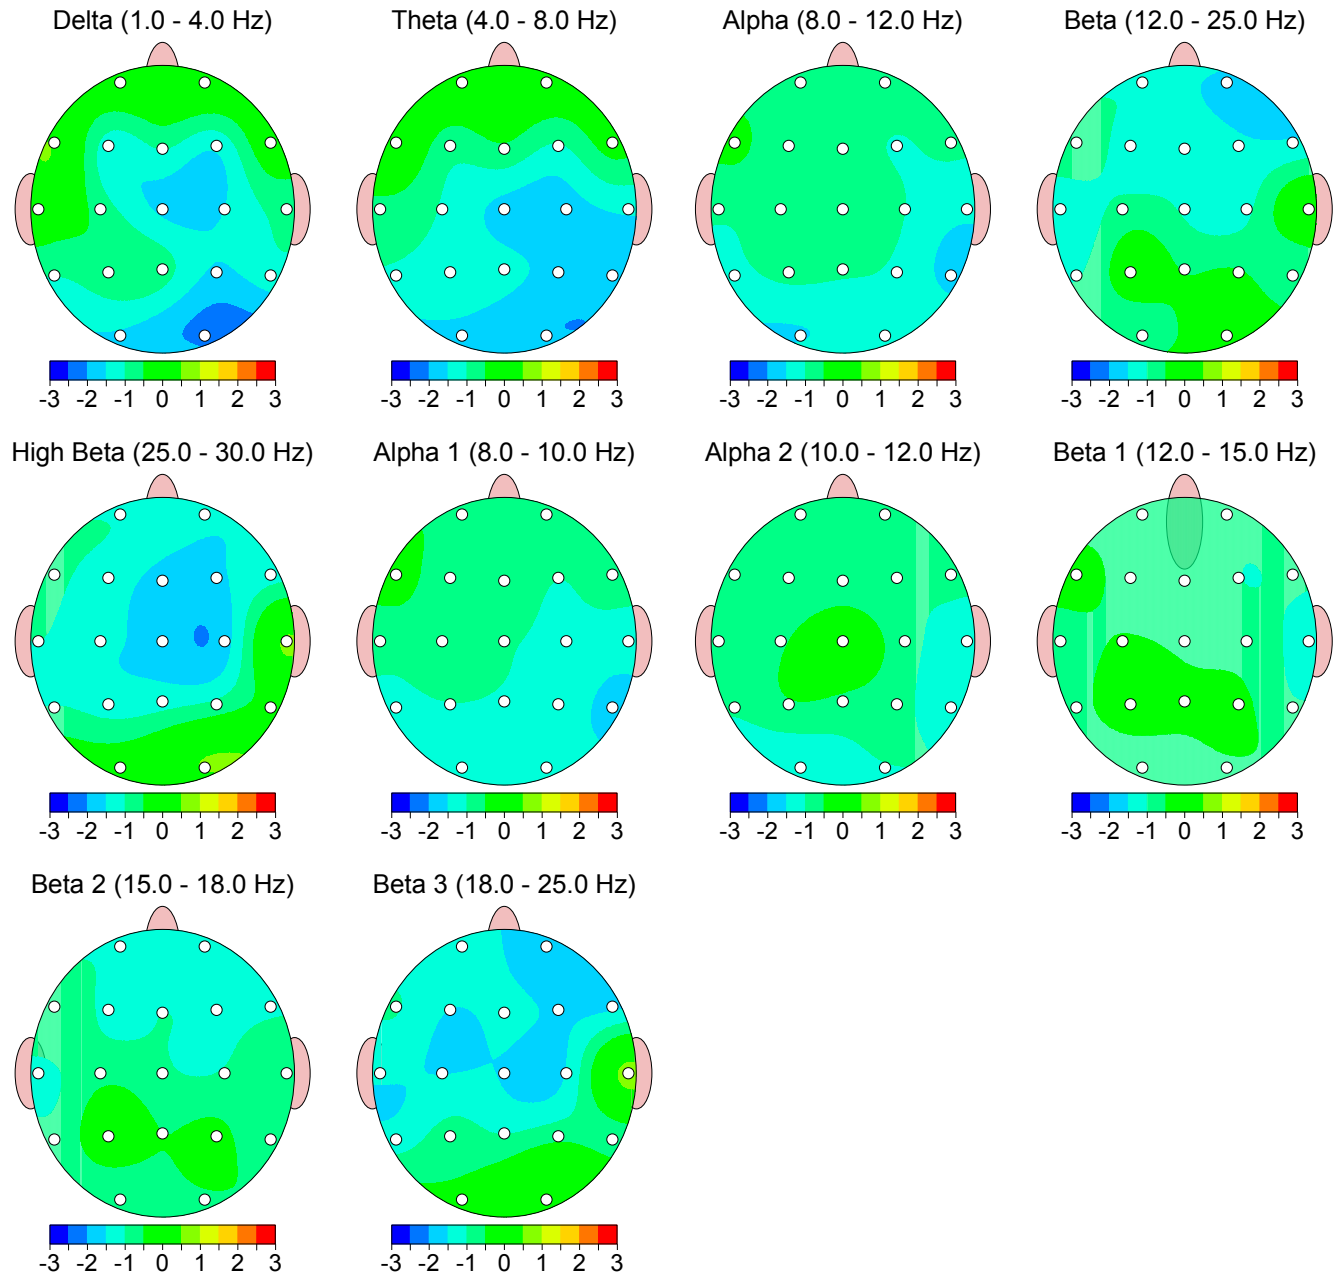 Delta (1.0 - 4.0 Hz)
Theta (4.0 - 8.0 Hz)
Alpha (8.0 - 12.0 Hz)
Beta (12.0 - 25.0 Hz)
-3 -2 -1 0 1 2 3
-3 -2 -1 0 1 2 3
-3 -2 -1 0 1 2 3
-3 -2 -1 0 1 2 3
High Beta (25.0 - 30.0 Hz)
Alpha 1 (8.0 - 10.0 Hz)
Alpha 2 (10.0 - 12.0 Hz)
Beta 1 (12.0 - 15.0 Hz)
-3 -2 -1 0 1 2 3
-3 -2 -1 0 1 2 3
-3 -2 -1 0 1 2 3
-3 -2 -1 0 1 2 3
Beta 2 (15.0 - 18.0 Hz)
Beta 3 (18.0 - 25.0 Hz)
-3 -2 -1 0 1 2 3
-3 -2 -1 0 1 2 3